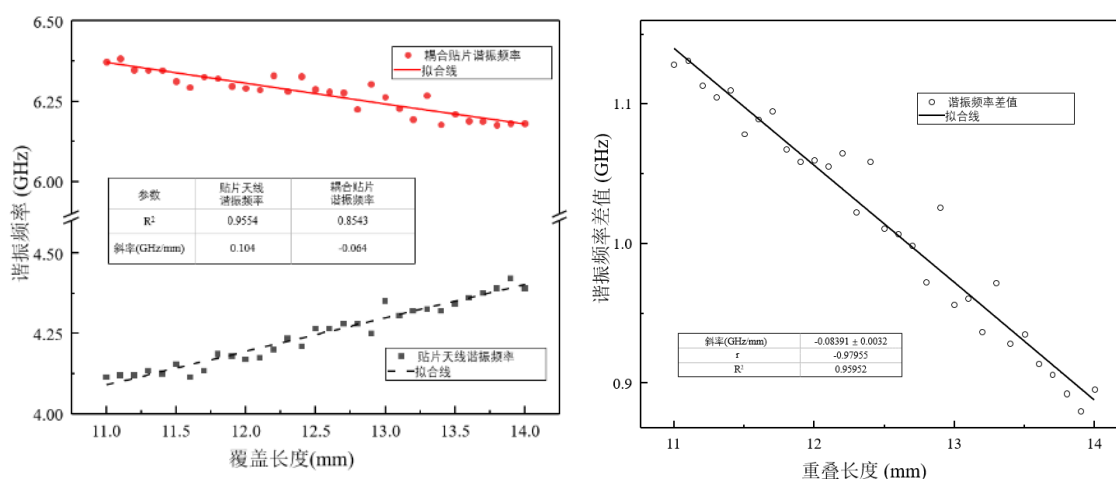 6.50
6.25
6.00
4.50
4.25
4.00
谐振频率 (GHz)
耦合贴片谐振频率
拟合线
参数 贴片天线谐振频率 耦合贴片谐振频率
R² 0.9554 0.8543
斜率(GHz/mm) 0.104 -0.064
贴片天线谐振频率
拟合线
11.0 11.5 12.0 12.5 13.0 13.5 14.0
覆盖长度(mm)
1.1
1.0
0.9
谐振频率差值 (GHz)
谐振频率差值
拟合线
斜率(GHz/mm) -0.08391 ± 0.0032
r -0.97955
R² 0.95952
11 12 13 14
重叠长度 (mm)